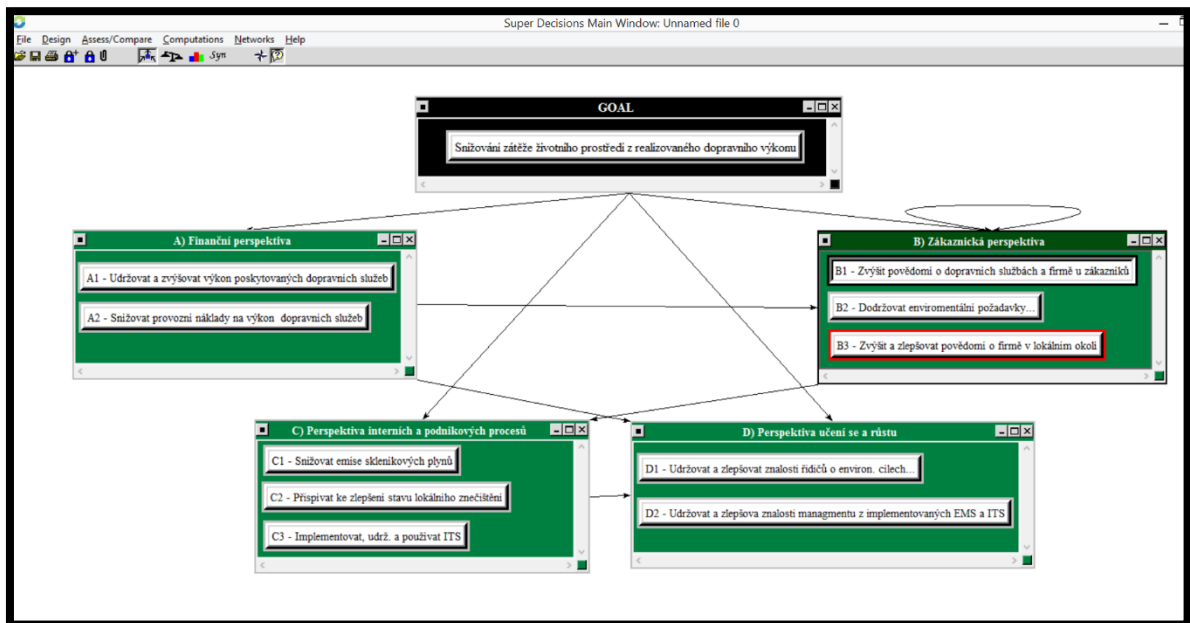 Super Decisions Main Window: Unnamed file 0
File Design Assess/Compare Computations Networks Help
Syn
GOAL
Snižování zátěže životního prostředí z realizovaného dopravního výkonu
A) Finanční perspektiva
A1 - Udržovat a zvýšovat výkon poskytovaných dopravních služeb
A2 - Snižovat provozní náklady na výkon dopravních služeb
B) Zákaznická perspektiva
B1 - Zvýšit povědomí o dopravních službách a firmě u zákazniků
B2 - Dodržovat enviromentální požadavky...
B3 - Zvýšit a zlepšovat povědomí o firmě v lokálním okolí
C) Perspektiva interních a podnikových procesů
C1 - Snižovat emise skleníkových plynů
C2 - Přispívat ke zlepšení stavu lokálního znečištění
C3 - Implementovat, udrž. a používat ITS
D) Perspektiva učení se a růstu
D1 - Udržovat a zlepšovat znalosti řidičů o environ. cílech...
D2 - Udržovat a zlepšova znalosti managmentu z implementovaných EMS a ITS